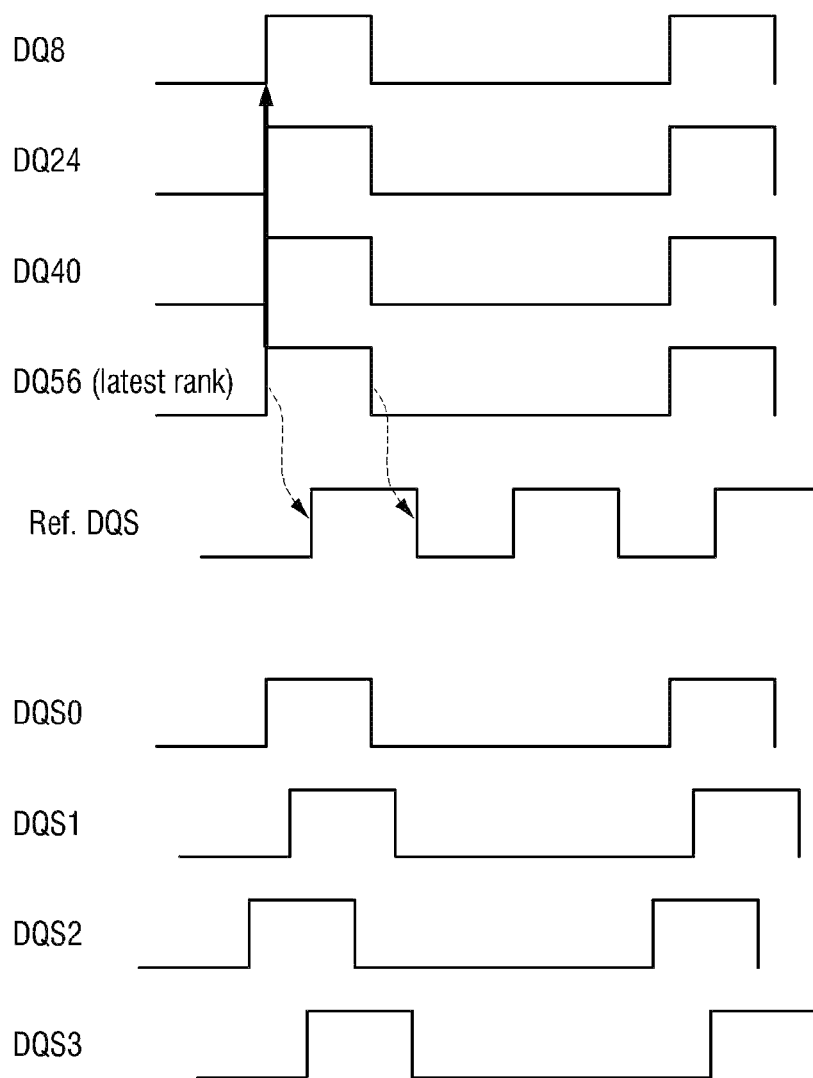 DQ8
DQ24
DQ40
DQ56 (latest rank)
Ref. DQS
DQS0
DQS1
DQS2
DQS3